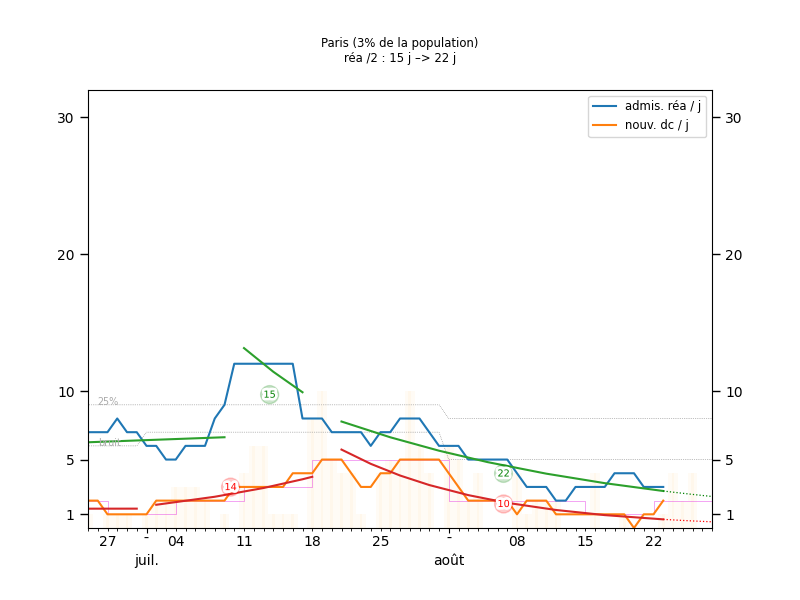 Paris (3% de la population)
réa /2 : 15 j –> 22 j
admis. réa / j
nouv. dc / j
30
30
20
20
10
10
5
5
1
1
25%
bruit
15
14
22
10
27 - 04 11 18 25 - 08 15 22
juil. août